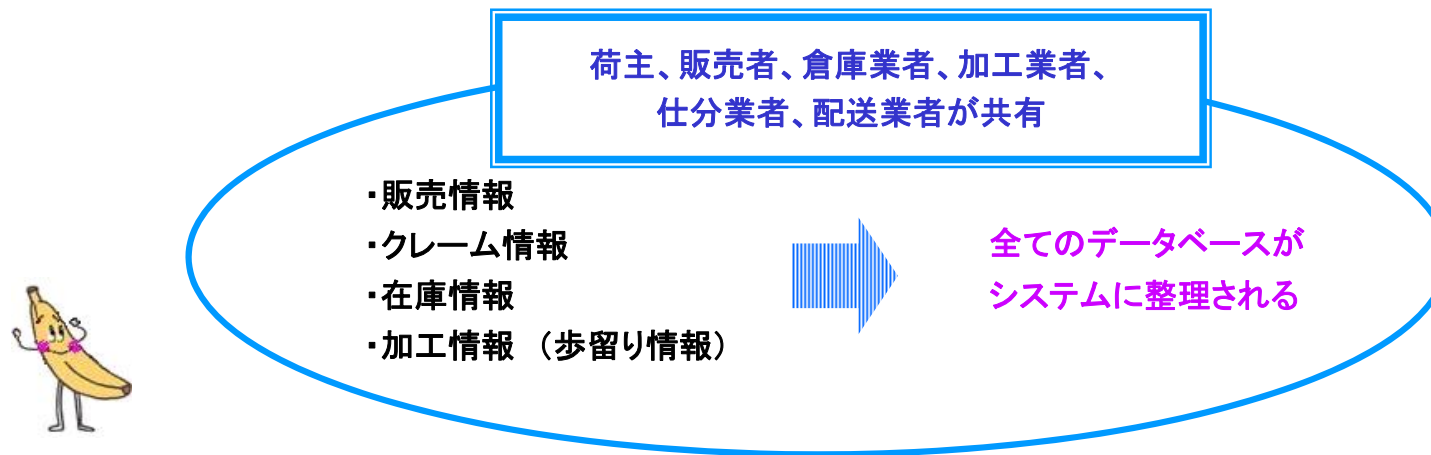 荷主、販売者、倉庫業者、加工業者、
仕分業者、配送業者が共有
・販売情報
・クレーム情報
・在庫情報
・加工情報 （歩留り情報）
全てのデータベースが
システムに整理される